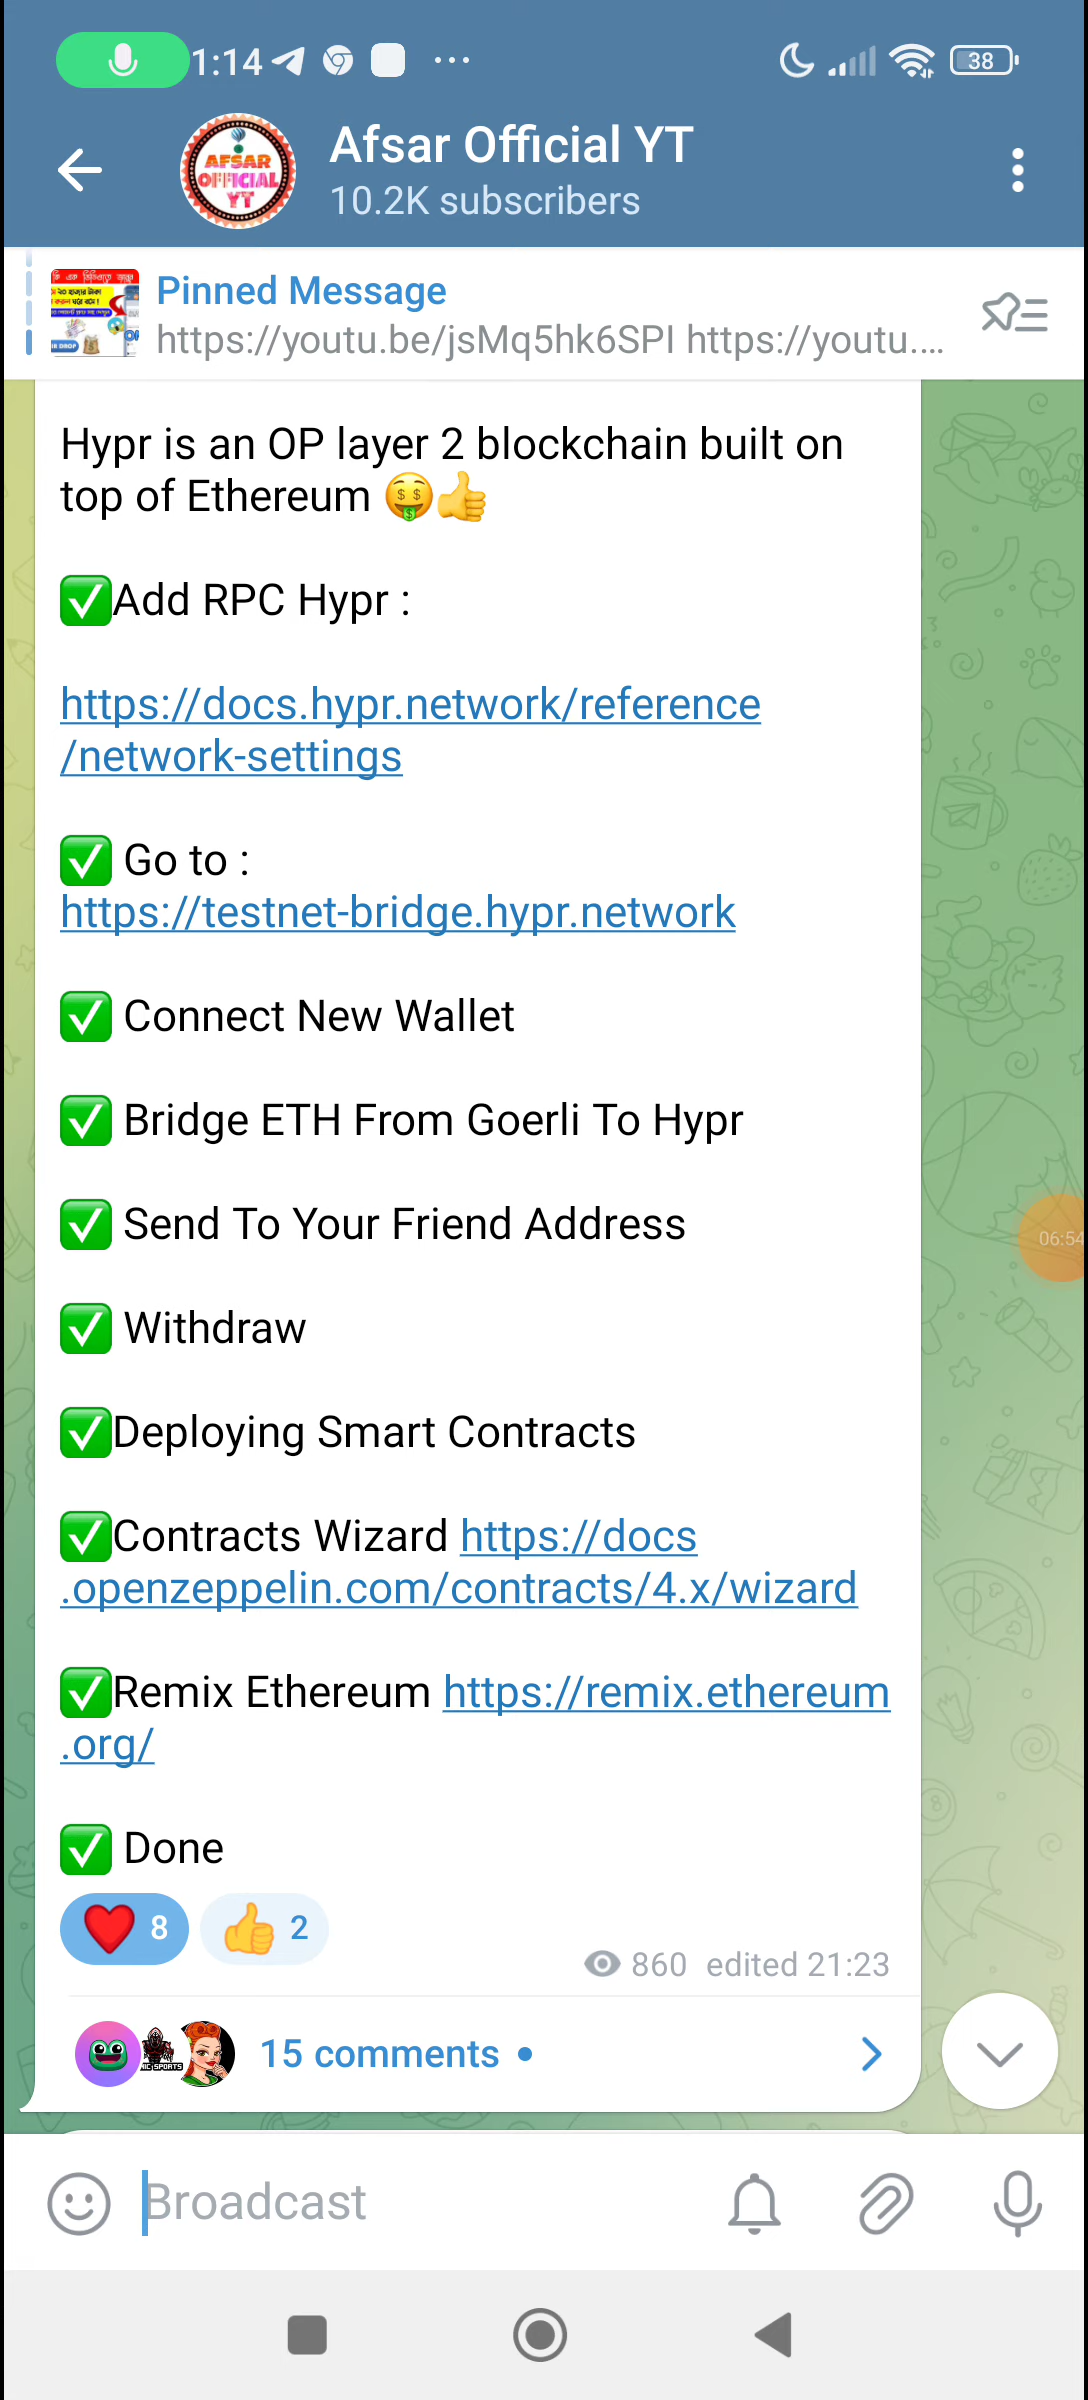 1:14
38
Afsar Official YT
10.2K subscribers
AFSAR
OFFICIAL
YT
Pinned Message
https://youtu.be/jsMq5hk6SPI https://youtu....
Hypr is an OP layer 2 blockchain built on
top of Ethereum 🤑👍
✅Add RPC Hypr :
https://docs.hypr.network/reference
/network-settings
✅ Go to :
https://testnet-bridge.hypr.network
✅ Connect New Wallet
✅ Bridge ETH From Goerli To Hypr
✅ Send To Your Friend Address
06:54
✅ Withdraw
✅Deploying Smart Contracts
✅Contracts Wizard https://docs
.openzeppelin.com/contracts/4.x/wizard
✅Remix Ethereum https://remix.ethereum
.org/
✅ Done
❤️ 8 👍 2
860 edited 21:23
15 comments
Broadcast